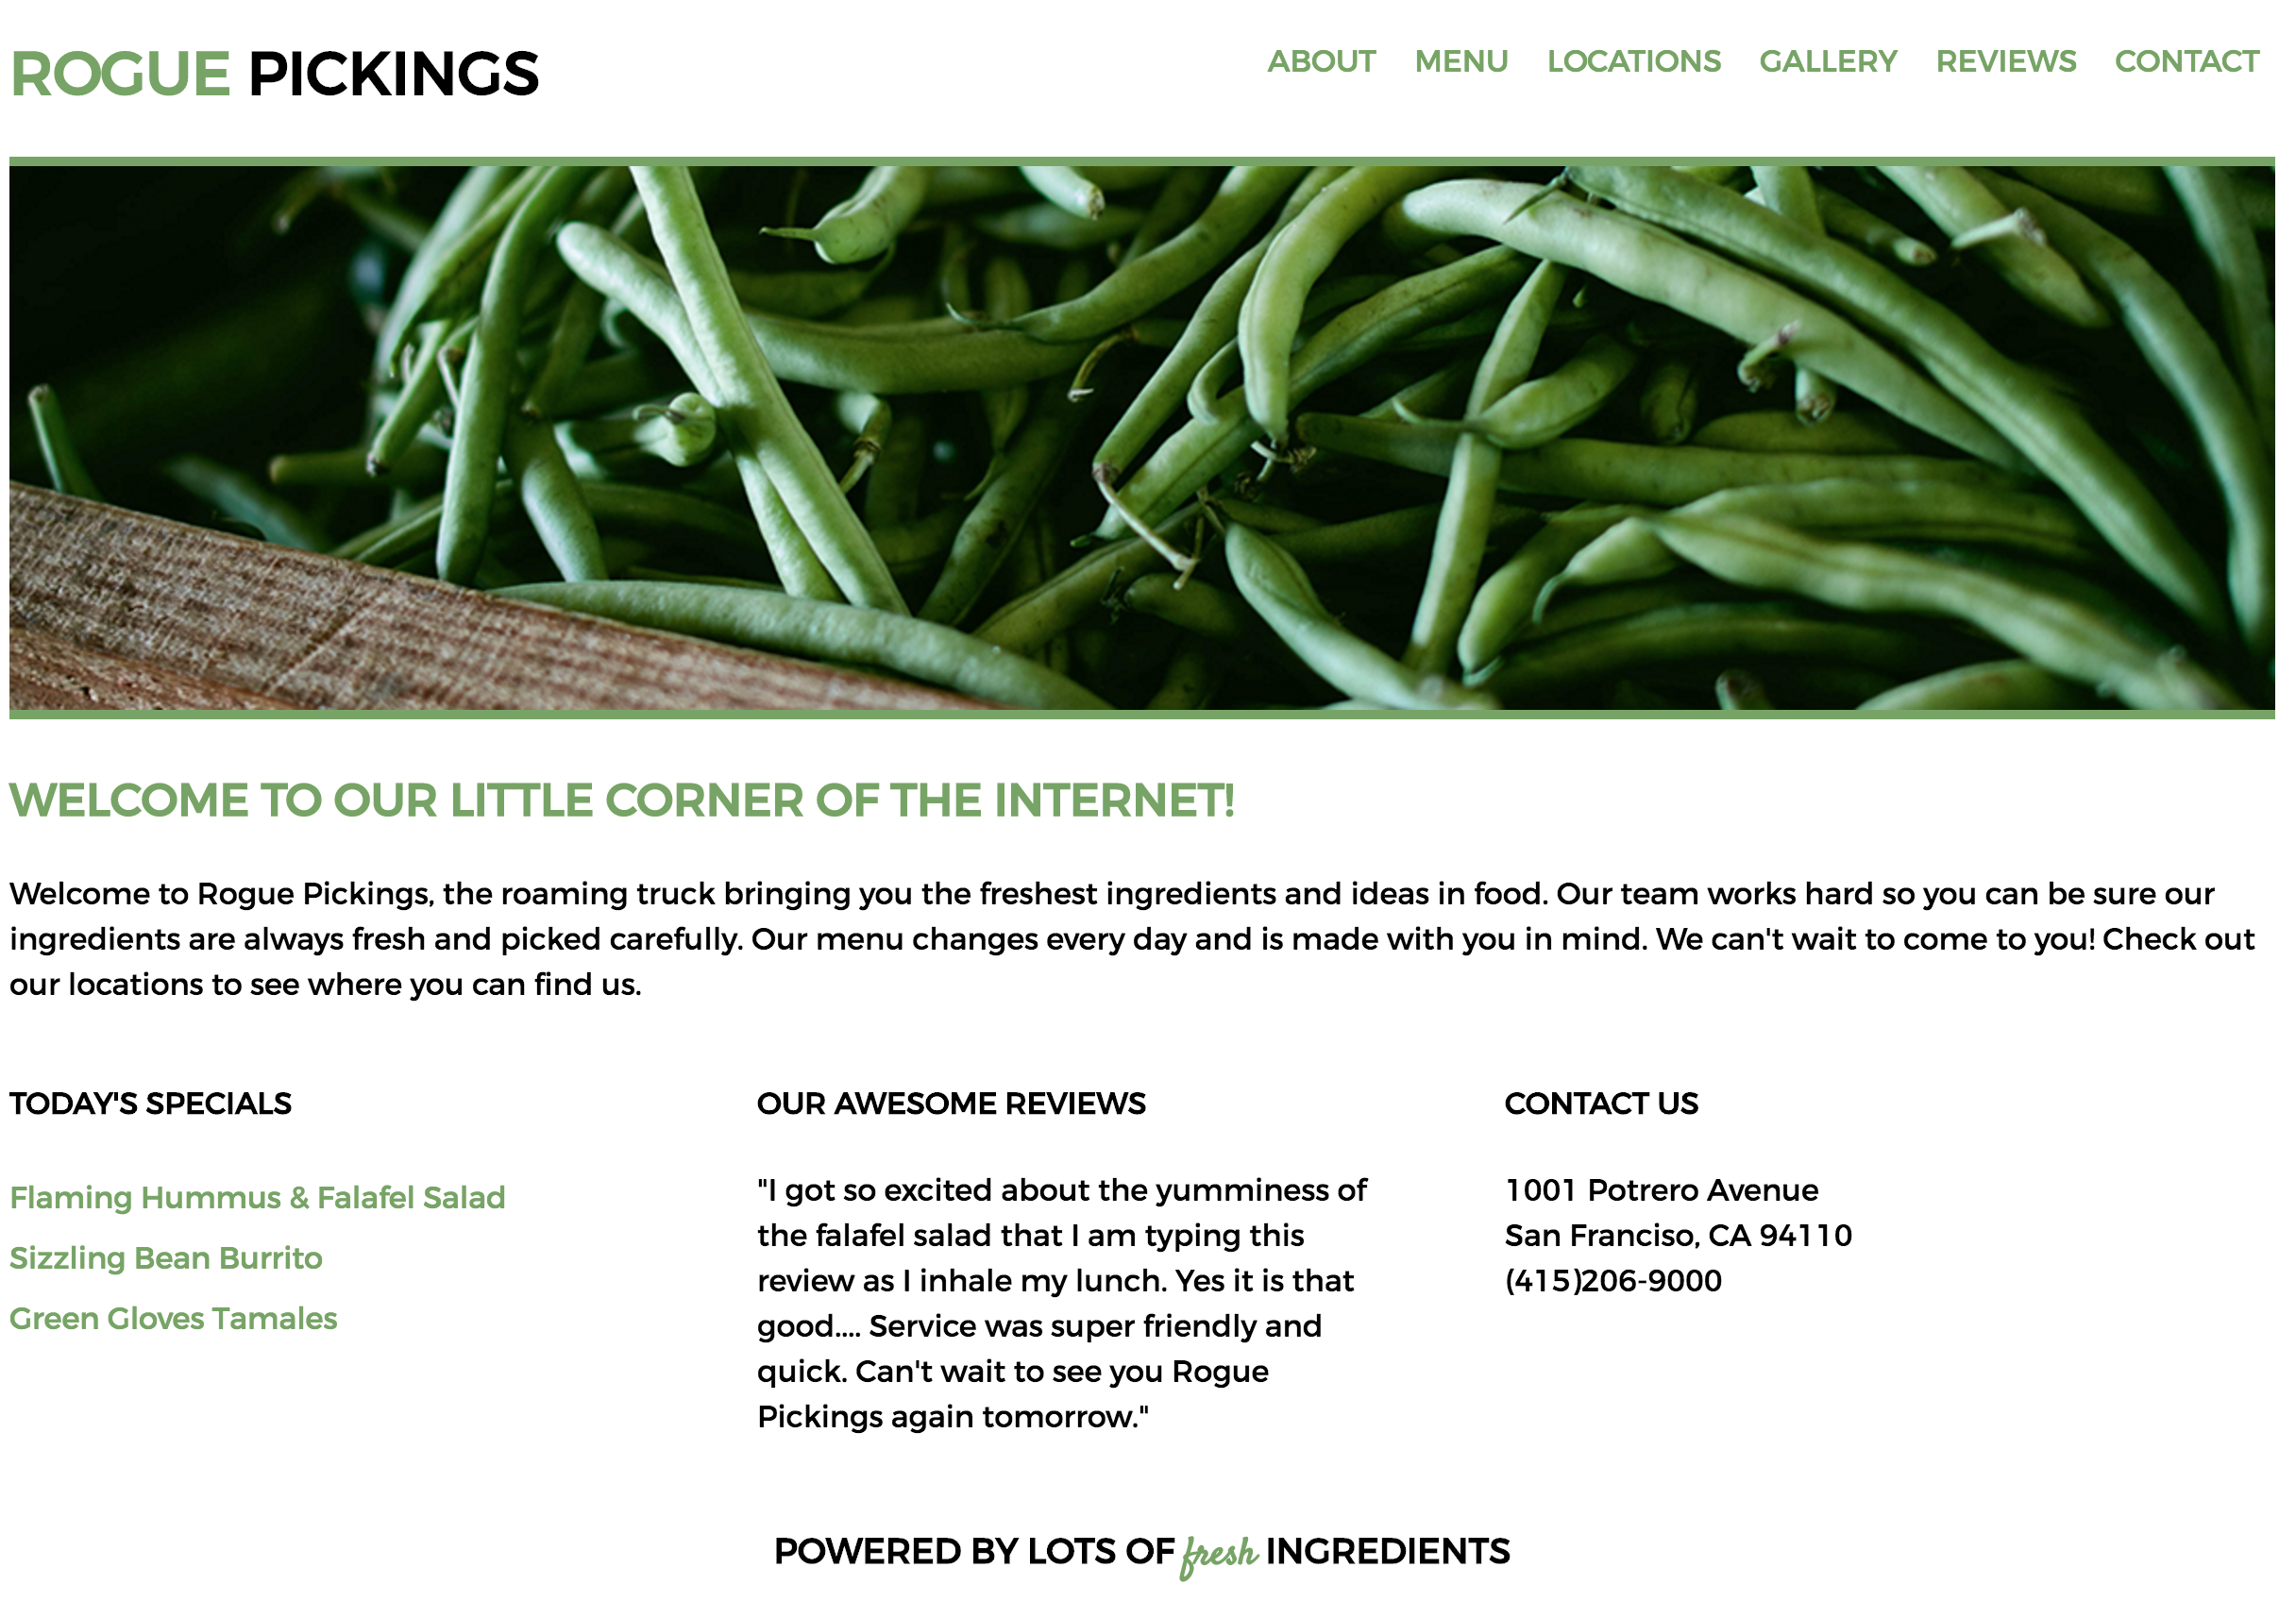 ROGUE PICKINGS
ABOUT MENU LOCATIONS GALLERY REVIEWS CONTACT
WELCOME TO OUR LITTLE CORNER OF THE INTERNET!
Welcome to Rogue Pickings, the roaming truck bringing you the freshest ingredients and ideas in food. Our team works hard so you can be sure our
ingredients are always fresh and picked carefully. Our menu changes every day and is made with you in mind. We can't wait to come to you! Check out
our locations to see where you can find us.
TODAY'S SPECIALS
Flaming Hummus & Falafel Salad
Sizzling Bean Burrito
Green Gloves Tamales
OUR AWESOME REVIEWS
"I got so excited about the yumminess of
the falafel salad that I am typing this
review as I inhale my lunch. Yes it is that
good.... Service was super friendly and
quick. Can't wait to see you Rogue
Pickings again tomorrow."
CONTACT US
1001 Potrero Avenue
San Franciso, CA 94110
(415)206-9000
POWERED BY LOTS OF fresh INGREDIENTS